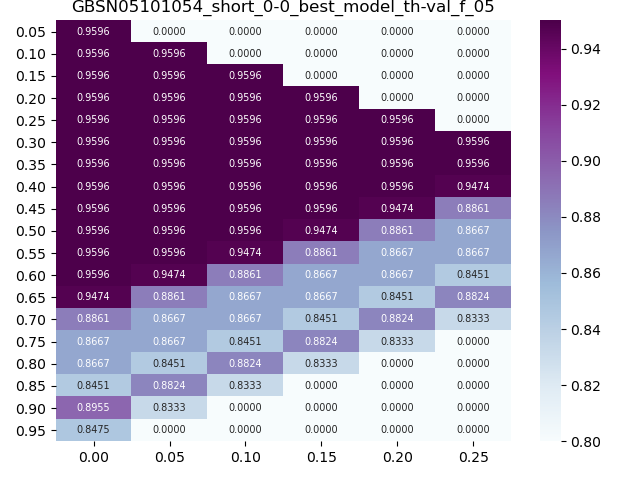 GBSN05101054_short_0-0_best_model_th-val_f_05
0.05 0.9596 0.0000 0.0000 0.0000 0.0000 0.0000
0.10 0.9596 0.9596 0.0000 0.0000 0.0000 0.0000
0.15 0.9596 0.9596 0.9596 0.0000 0.0000 0.0000
0.20 0.9596 0.9596 0.9596 0.9596 0.0000 0.0000
0.25 0.9596 0.9596 0.9596 0.9596 0.9596 0.0000
0.30 0.9596 0.9596 0.9596 0.9596 0.9596 0.9596
0.35 0.9596 0.9596 0.9596 0.9596 0.9596 0.9596
0.40 0.9596 0.9596 0.9596 0.9596 0.9596 0.9474
0.45 0.9596 0.9596 0.9596 0.9596 0.9474 0.8861
0.50 0.9596 0.9596 0.9596 0.9474 0.8861 0.8667
0.55 0.9596 0.9596 0.9474 0.8861 0.8667 0.8667
0.60 0.9596 0.9474 0.8861 0.8667 0.8667 0.8451
0.65 0.9474 0.8861 0.8667 0.8667 0.8451 0.8824
0.70 0.8861 0.8667 0.8667 0.8451 0.8824 0.8333
0.75 0.8667 0.8667 0.8451 0.8824 0.8333 0.0000
0.80 0.8667 0.8451 0.8824 0.8333 0.0000 0.0000
0.85 0.8451 0.8824 0.8333 0.0000 0.0000 0.0000
0.90 0.8955 0.8333 0.0000 0.0000 0.0000 0.0000
0.95 0.8475 0.0000 0.0000 0.0000 0.0000 0.0000
0.00 0.05 0.10 0.15 0.20 0.25
0.94
0.92
0.90
0.88
0.86
0.84
0.82
0.80